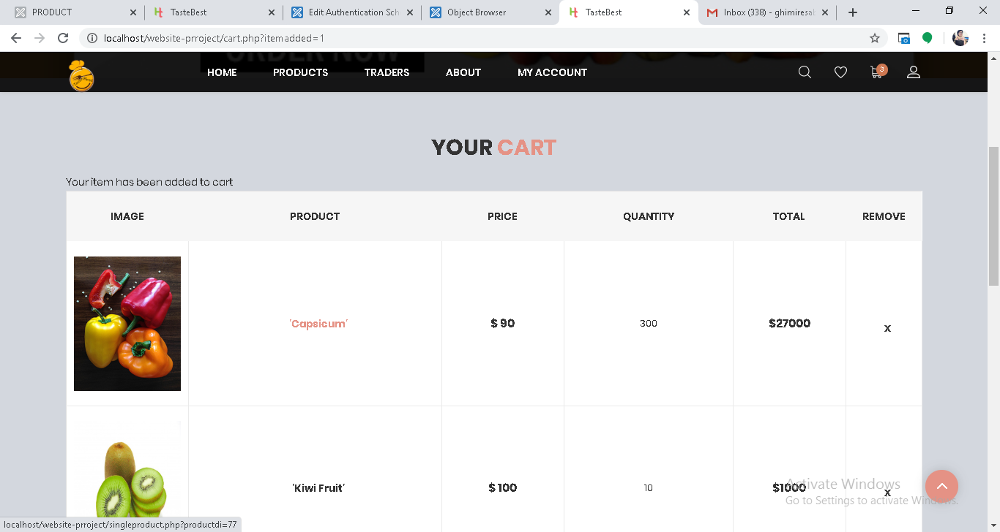 PRODUCT
TasteBest
Edit Authentication Sch
Object Browser
TasteBest
Inbox (338) - ghimiresal
localhost/website-prroject/cart.php?itemadded=1
ORDER NOW
HOME PRODUCTS TRADERS ABOUT MY ACCOUNT 3
YOUR CART
Your item has been added to cart
IMAGE PRODUCT PRICE QUANTITY TOTAL REMOVE
'Capsicum' $ 90 300 $27000 x
'Kiwi Fruit' $ 100 10 $1000 x
Activate Windows
Go to Settings to activate Windows.
localhost/website-prroject/singleproduct.php?productdi=77